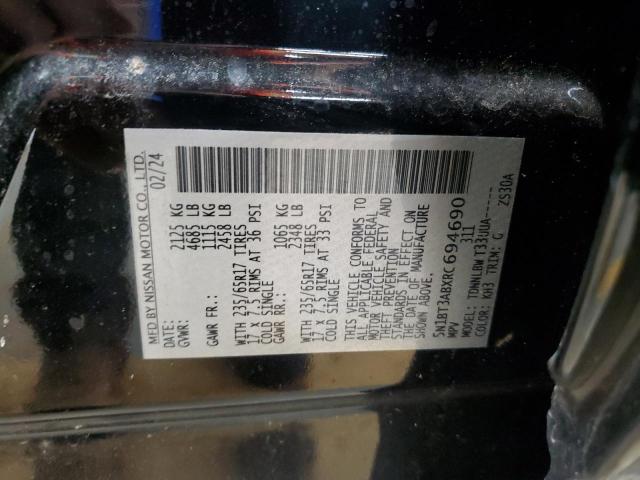 MFD BY NISSAN MOTOR CO., LTD.
DATE: 02/24
GVWR: 2125 KG
4685 LB
GAWR FR.: 1115 KG
2458 LB
WITH 235/65R17 TIRES
17 X 7.5 RIMS AT 36 PSI
COLD SINGLE
GAWR RR.: 1065 KG
2348 LB
WITH 235/65R17 TIRES
17 X 7.5 RIMS AT 33 PSI
COLD SINGLE
THIS VEHICLE CONFORMS TO
ALL APPLICABLE FEDERAL
MOTOR VEHICLE SAFETY AND
THEFT PREVENTION
STANDARDS IN EFFECT ON
THE DATE OF MANUFACTURE
SHOWN ABOVE.
5N1BT3ABXRC694690
MPV 311
MODEL: TDWNLBWT33UUA-----
COLOR: KH3 TRIM: G ZS30A